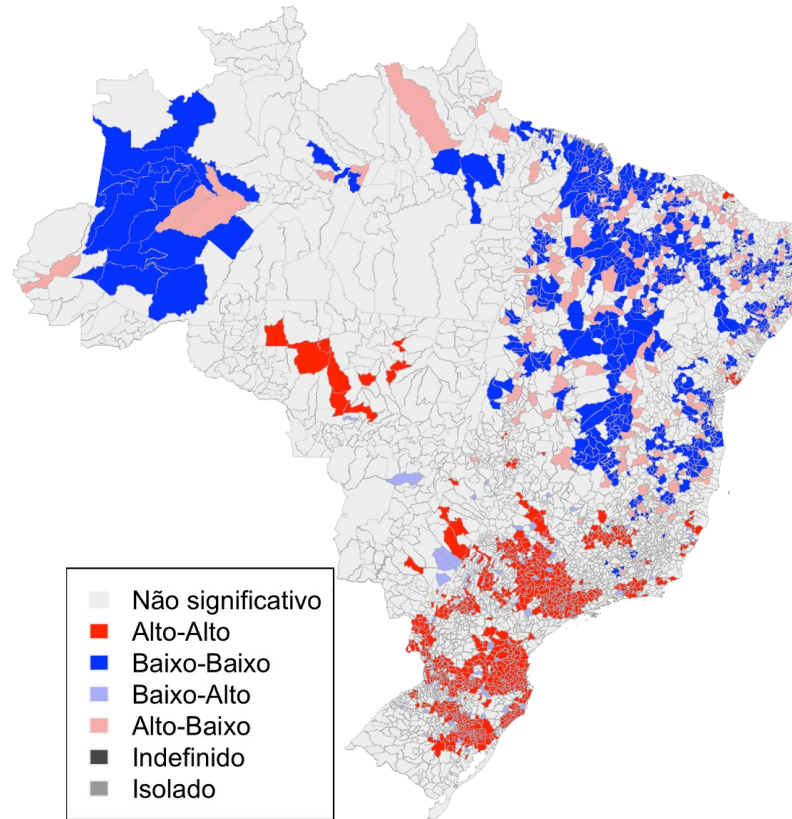 Não significativo
Alto-Alto
Baixo-Baixo
Baixo-Alto
Alto-Baixo
Indefinido
Isolado